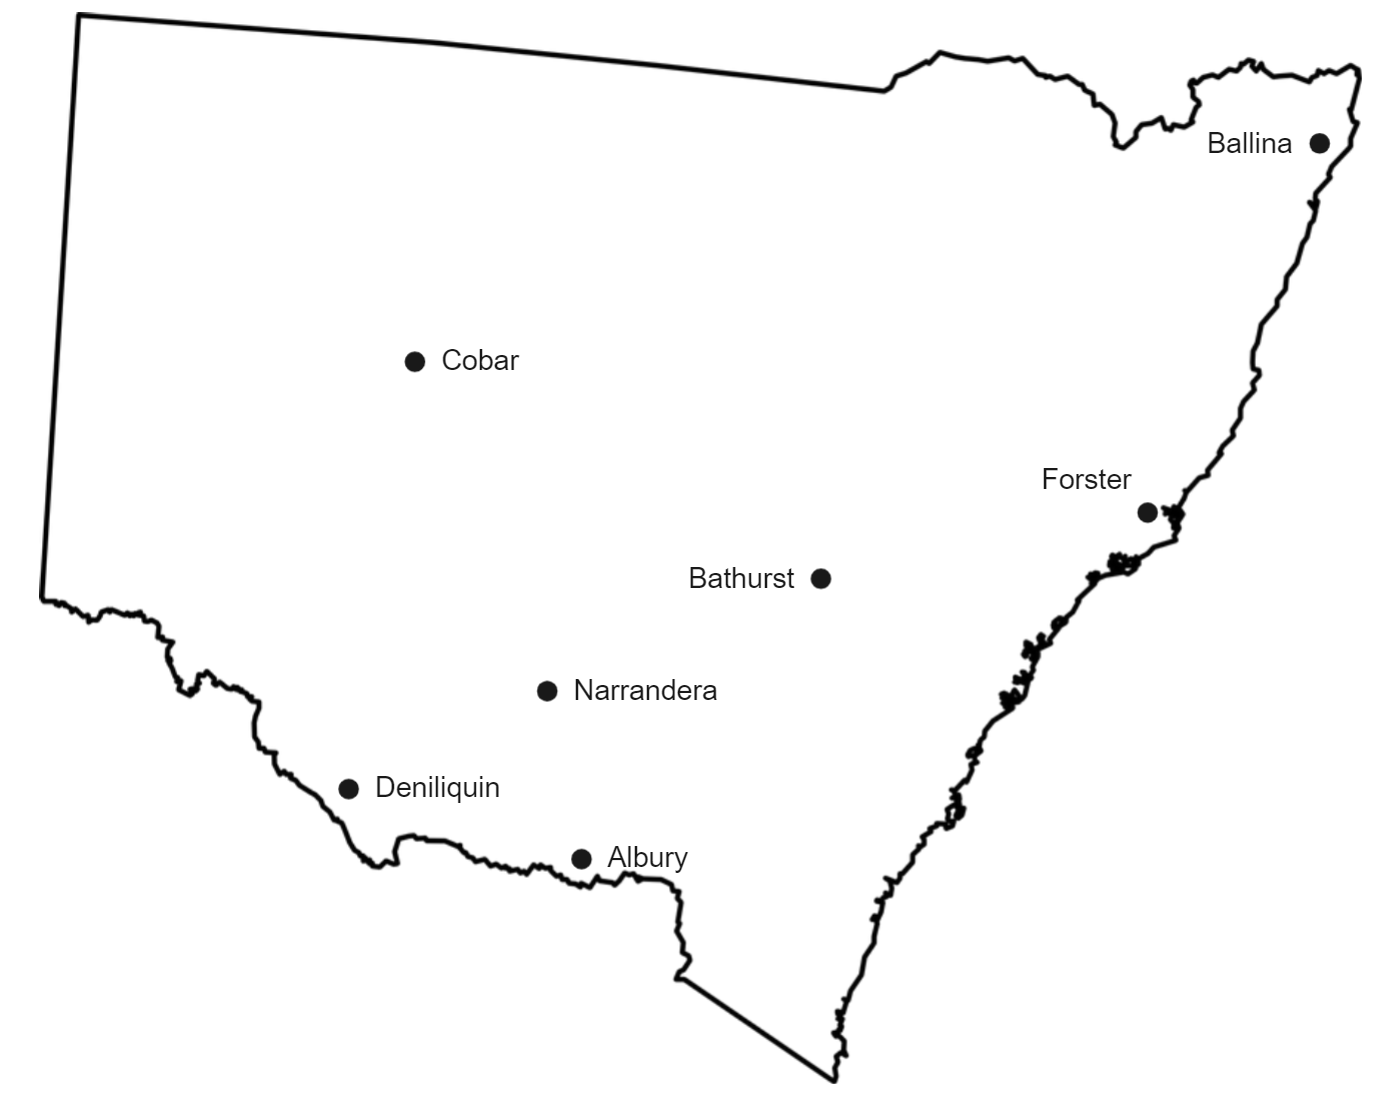 Ballina
Cobar
Forster
Bathurst
Narrandera
Deniliquin
Albury